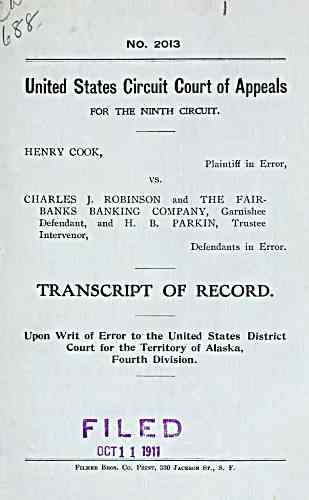 688
NO. 2013
United States Circuit Court of Appeals
FOR THE NINTH CIRCUIT.
HENRY COOK,
Plaintiff in Error,
vs.
CHARLES J. ROBINSON and THE FAIR-
BANKS BANKING COMPANY, Garnishee
Defendant, and H. B. PARKIN, Trustee
Intervenor,
Defendants in Error.
TRANSCRIPT OF RECORD.
Upon Writ of Error to the United States District
Court for the Territory of Alaska,
Fourth Division.
FILED
OCT 11 1911
FILMER BROS. CO. PRINT, 330 JACKSON ST., S. F.